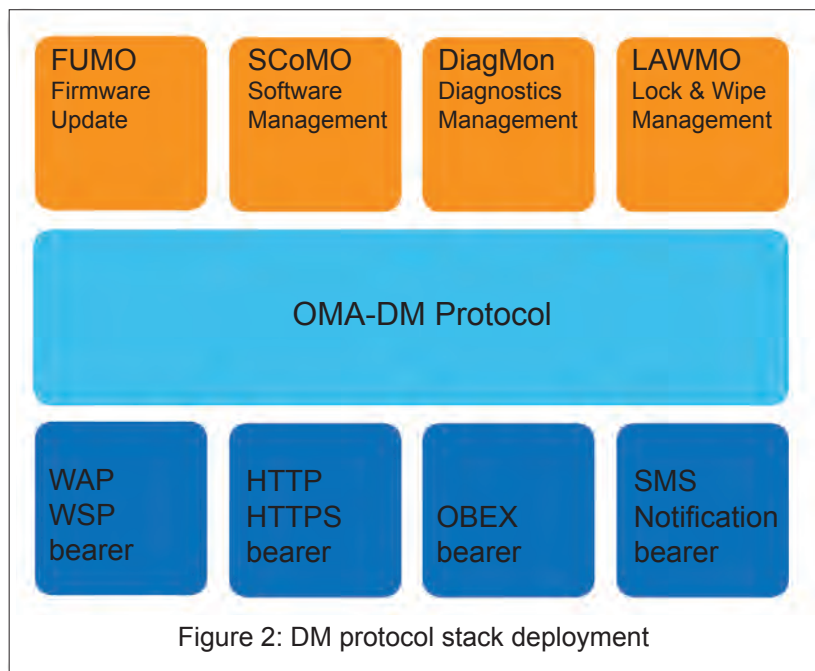 FUMO
Firmware
Update
SCoMO
Software
Management
DiagMon
Diagnostics
Management
LAWMO
Lock & Wipe
Management
OMA-DM Protocol
WAP
WSP
bearer
HTTP
HTTPS
bearer
OBEX
bearer
SMS
Notification
bearer
Figure 2: DM protocol stack deployment